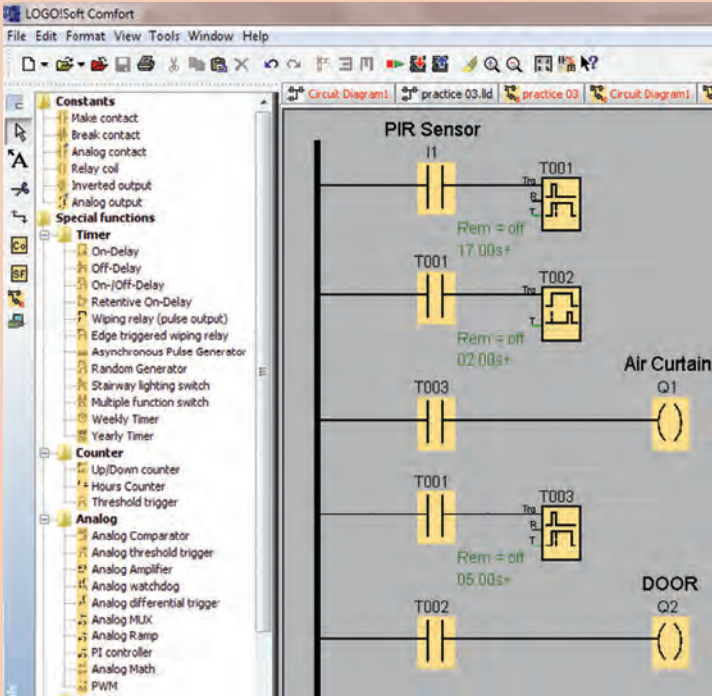 LOGO!Soft Comfort
File Edit Format View Tools Window Help
Circuit Diagram1 practice 03.lld practice 03 Circuit Diagram1
Constants
Make contact
Break contact
Analog contact
Relay coil
Inverted output
Analog output
Special functions
Timer
On-Delay
Off-Delay
On-/Off-Delay
Retentive On-Delay
Wiping relay (pulse output)
Edge triggered wiping relay
Asynchronous Pulse Generator
Random Generator
Stairway lighting switch
Multiple function switch
Weekly Timer
Yearly Timer
Counter
Up/Down counter
Hours Counter
Threshold trigger
Analog
Analog Comparator
Analog threshold trigger
Analog Amplifier
Analog watchdog
Analog differential trigge
Analog MUX
Analog Ramp
PI controller
Analog Math
PWM
A
Co
SF
PIR Sensor
I1
T001
Trg
R
T
Rem = off
17:00s+
T001
T002
Trg
T
Rem = off
02:00s+
Air Curtain
T003
Q1
T001
T003
Trg
R
T
Rem = off
05:00s+
DOOR
T002
Q2